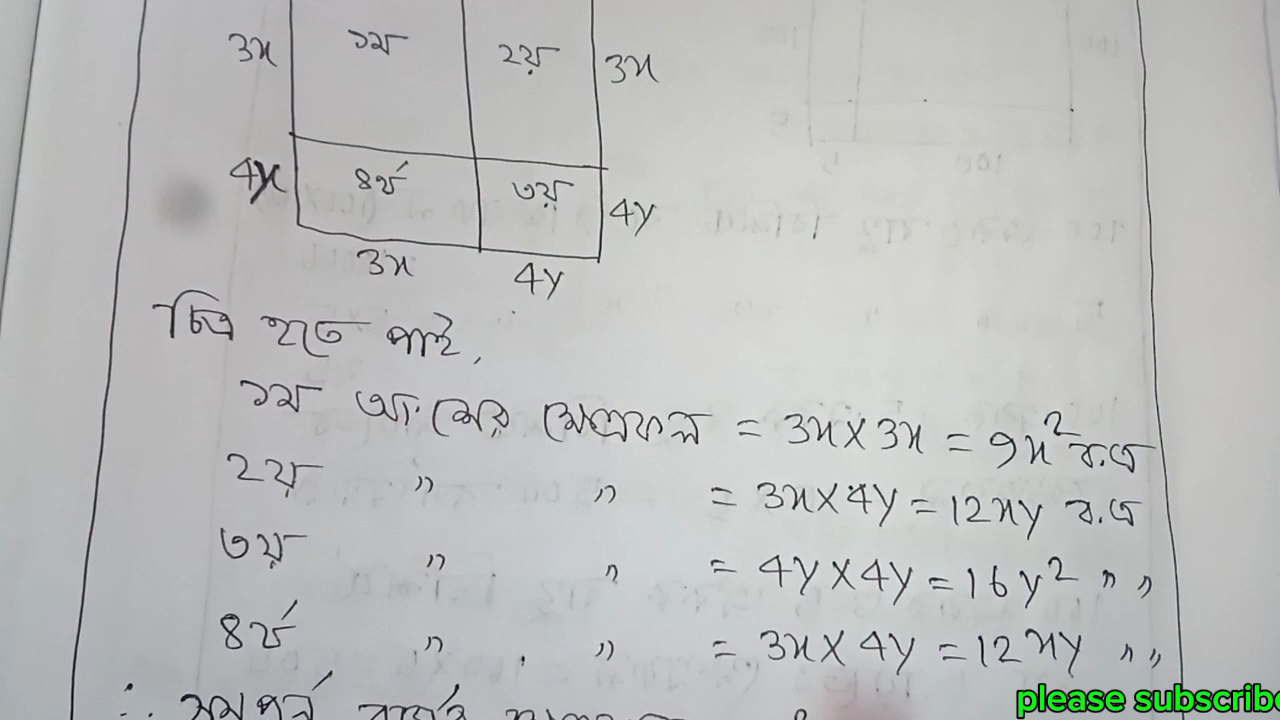 3x ১ম ২য় 3x
4y ৪র্থ ৩য় 4y
3x 4y
চিত্র হতে পাই,
১ম অংশের ক্ষেত্রফল = 3x × 3x = 9x² ব.এ
২য় " " = 3x × 4y = 12xy ব.এ
৩য় " " = 4y × 4y = 16y² " "
৪র্থ " " = 3x × 4y = 12xy " "
∴ সম্পূর্ণ
please subscribe